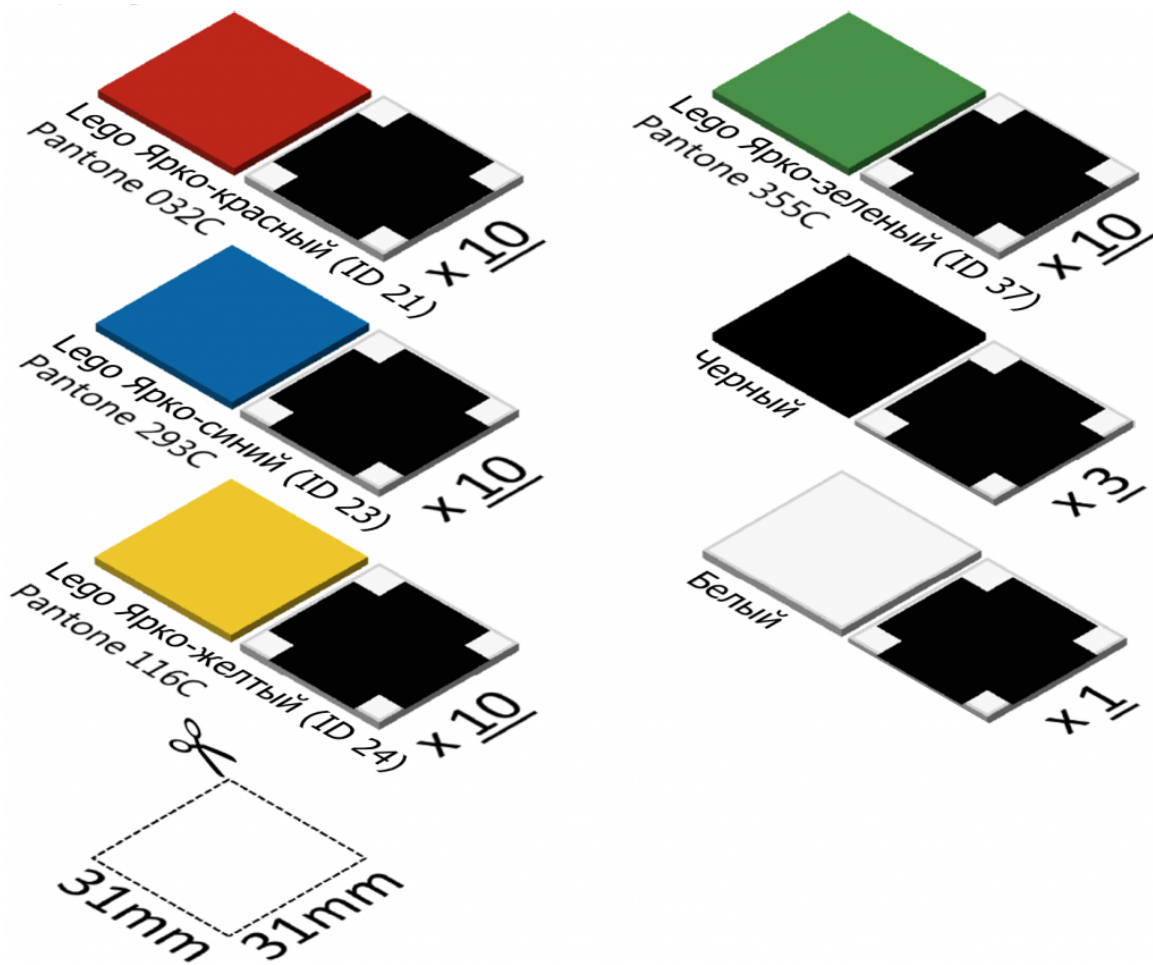 Lego Ярко-красный (ID 21)
Pantone 032C
x 10
Lego Ярко-зеленый (ID 37)
Pantone 355C
x 10
Lego Ярко-синий (ID 23)
Pantone 293C
x 10
Черный
x 3
Lego Ярко-желтый (ID 24)
Pantone 116C
x 10
Белый
x 1
31mm
31mm